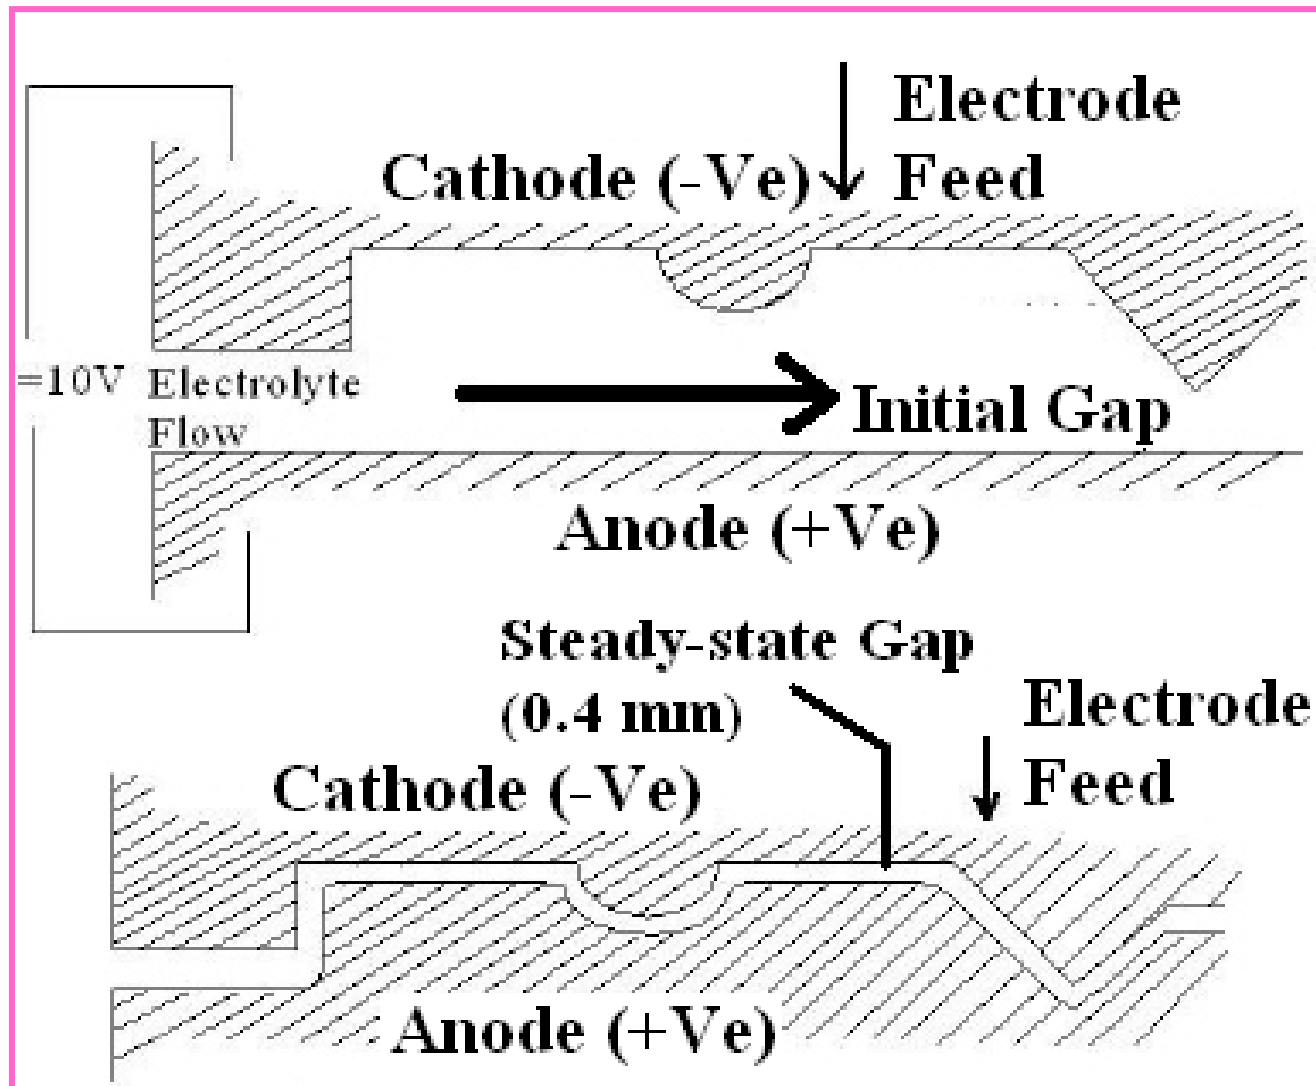 Electrode
Feed
Cathode (-Ve)
=10V
Electrolyte
Flow
Initial Gap
Anode (+Ve)
Steady-state Gap
(0.4 mm)
Electrode
Feed
Cathode (-Ve)
Anode (+Ve)